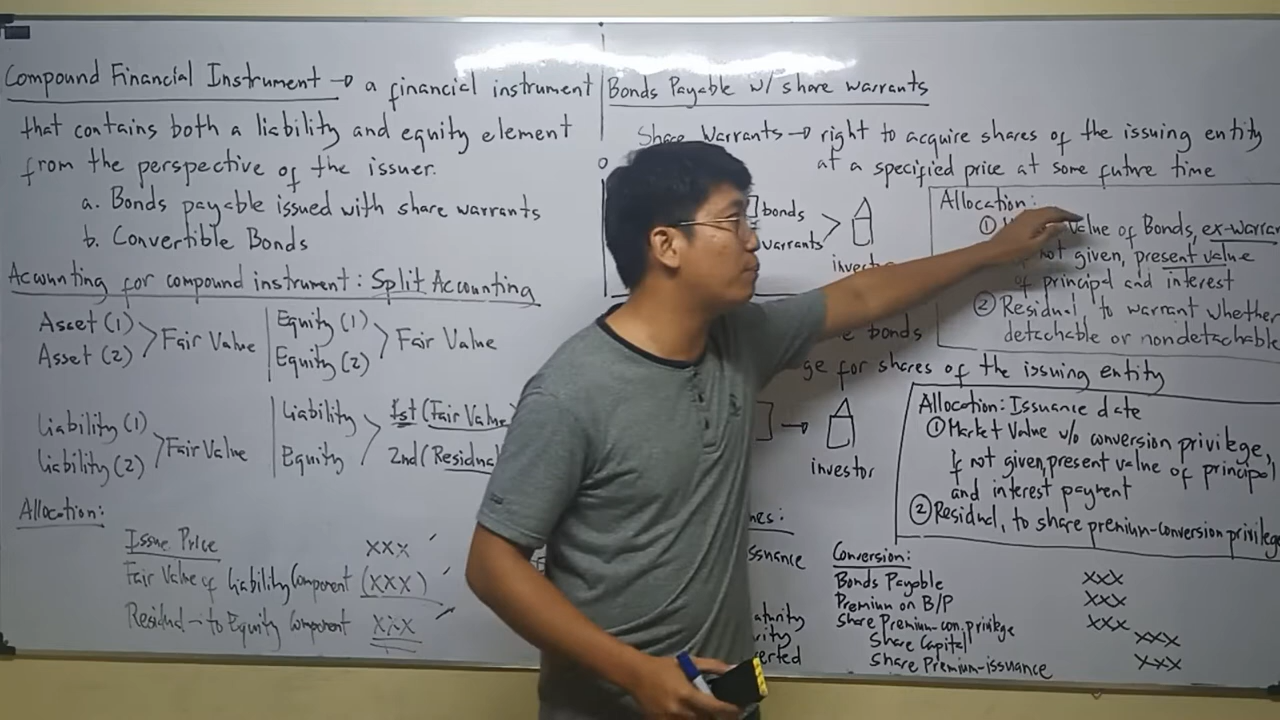 Compound Financial Instrument → a financial instrument
that contains both a liability and equity element
from the perspective of the issuer.
a. Bonds payable issued with share warrants
b. Convertible Bonds
Accounting for compound instrument: Split Accounting
Asset (1)
Asset (2)
Fair Value
Equity (1)
Equity (2)
Fair Value
Liability (1)
Liability (2)
Fair Value
Liability
Equity
1st (Fair Value
2nd (Residual
Allocation:
Issue Price xxx
Fair Value of Liability Component (xxx)
Residual → to Equity Component xxx
Bonds Payable w/ share warrants
Share Warrants → right to acquire shares of the issuing entity
at a specified price at some future time
bonds
warrants
Allocation:
① Value of Bonds, ex-warran
not given, present value
of principal and interest
② Residual, to warrant whether
detachable or nondetachable
bonds
ge for shares of the issuing entity
investor
Allocation: Issuance date
① Market Value w/o conversion privilege,
If not given, present value of principal
and interest payment
② Residual, to share premium-conversion privilege
mes:
issuance
aturity
rity
verted
Conversion:
Bonds Payable xxx
Premium on B/P xxx
Share Premium-con. privilege xxx
Share Capital xxx
Share Premium-issuance xxx